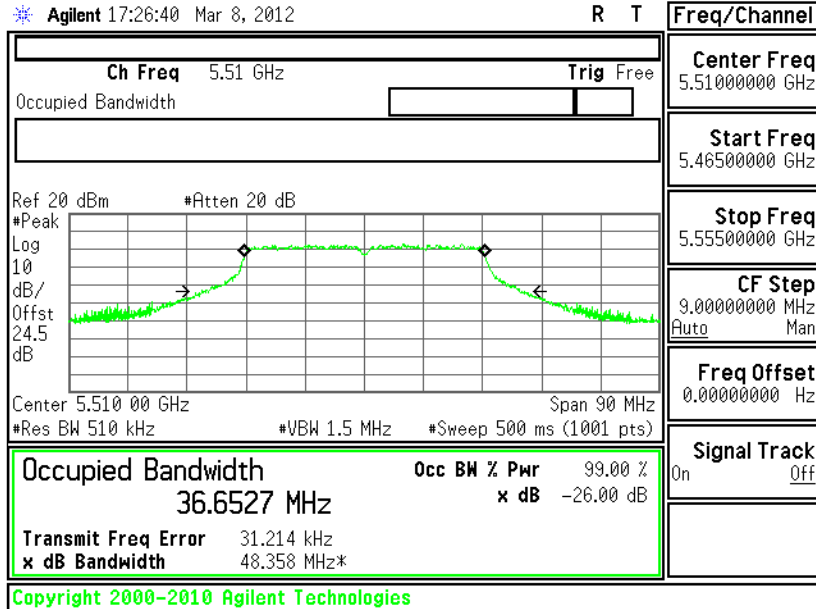 Agilent 17:26:40 Mar 8, 2012 R T
Freq/Channel
Ch Freq 5.51 GHz Trig Free
Occupied Bandwidth
Center Freq
5.51000000 GHz
Start Freq
5.46500000 GHz
Stop Freq
5.55500000 GHz
CF Step
9.00000000 MHz
Auto Man
Freq Offset
0.00000000 Hz
Signal Track
On Off
Ref 20 dBm #Atten 20 dB
#Peak
Log
10
dB/
Offst
24.5
dB
Center 5.510 00 GHz Span 90 MHz
#Res BW 510 kHz #VBW 1.5 MHz #Sweep 500 ms (1001 pts)
Occupied Bandwidth
36.6527 MHz
Occ BW % Pwr 99.00 %
x dB -26.00 dB
Transmit Freq Error 31.214 kHz
x dB Bandwidth 48.358 MHz*
Copyright 2000-2010 Agilent Technologies